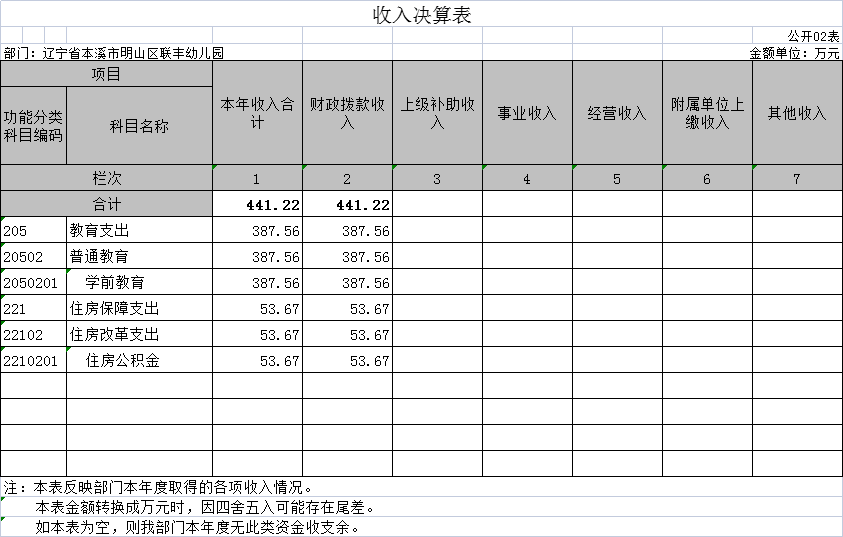 收入决算表
公开02表
部门：辽宁省本溪市明山区联丰幼儿园 金额单位：万元
项目 本年收入合计 财政拨款收入 上级补助收入 事业收入 经营收入 附属单位上缴收入 其他收入
功能分类科目编码 科目名称
栏次 1 2 3 4 5 6 7
合计 441.22 441.22
205 教育支出 387.56 387.56
20502 普通教育 387.56 387.56
2050201 学前教育 387.56 387.56
221 住房保障支出 53.67 53.67
22102 住房改革支出 53.67 53.67
2210201 住房公积金 53.67 53.67
注：本表反映部门本年度取得的各项收入情况。
本表金额转换成万元时，因四舍五入可能存在尾差。
如本表为空，则我部门本年度无此类资金收支余。